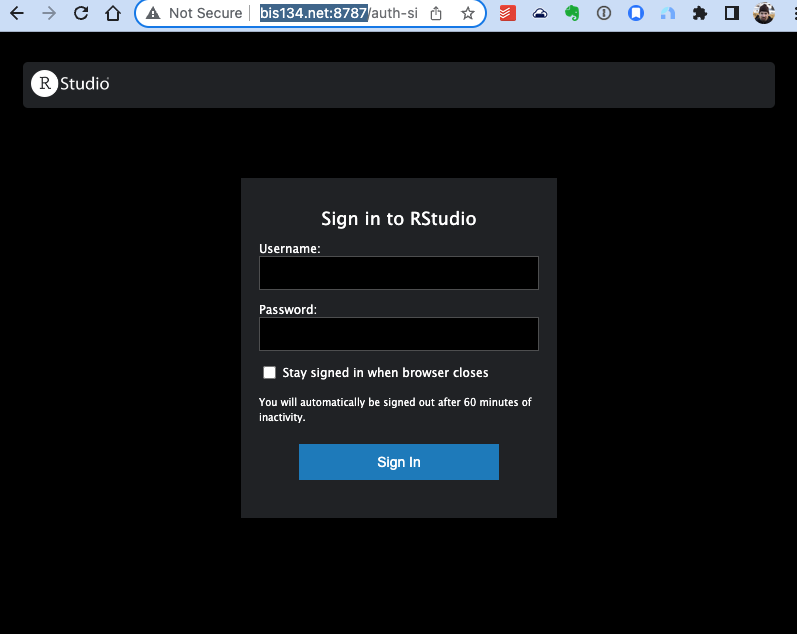 Not Secure
bis134.net:8787/auth-si
R Studio
Sign in to RStudio
Username:
Password:
Stay signed in when browser closes
You will automatically be signed out after 60 minutes of
inactivity.
Sign In